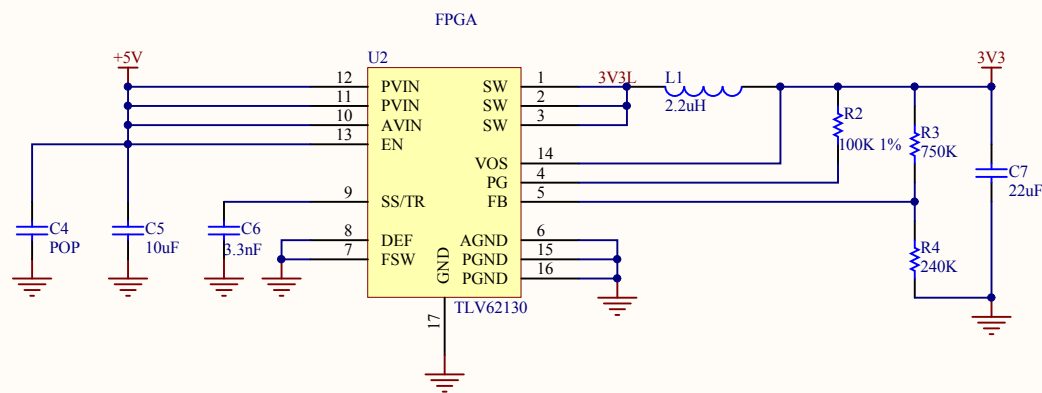 FPGA
+5V
U2
3V3
12 PVIN SW 1 3V3L L1
11 PVIN SW 2 2.2uH
10 AVIN SW 3 R2
13 EN 100K 1% R3
750K
VOS 14
PG 4 C7
9 SS/TR FB 5 22uF
C4 C5 C6
POP 10uF 3.3nF
8 DEF AGND 6 R4
7 FSW PGND 15 240K
GND PGND 16
TLV62130
17